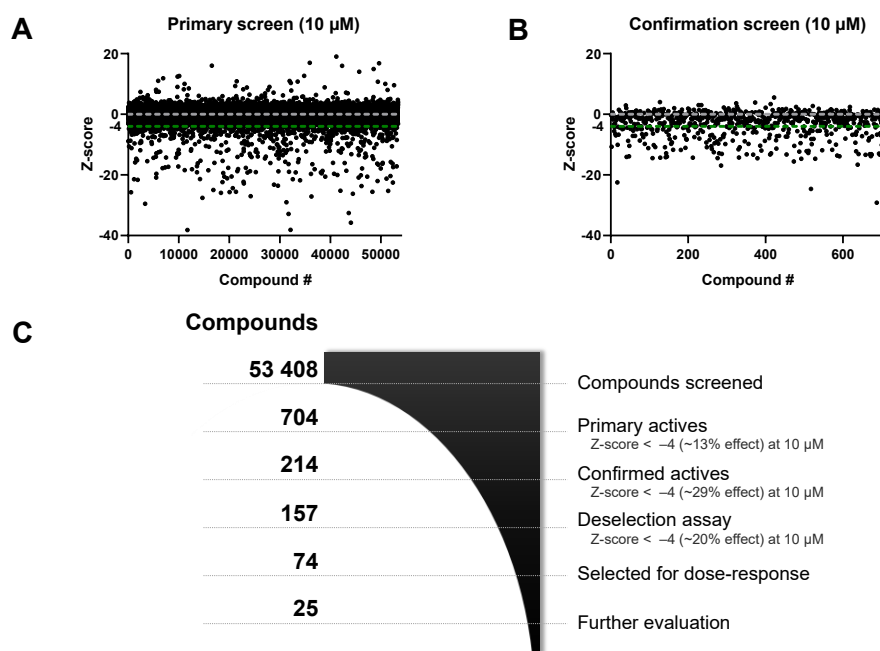 A
Primary screen (10 µM)
20
0
-4
-20
-40
Z-score
0 10000 20000 30000 40000 50000
Compound #
B
Confirmation screen (10 µM)
20
0
-4
-20
-40
Z-score
0 200 400 600
Compound #
C
Compounds
53 408
Compounds screened
704
Primary actives
Z-score < –4 (~13% effect) at 10 µM
214
Confirmed actives
Z-score < –4 (~29% effect) at 10 µM
157
Deselection assay
Z-score < –4 (~20% effect) at 10 µM
74
Selected for dose-response
25
Further evaluation